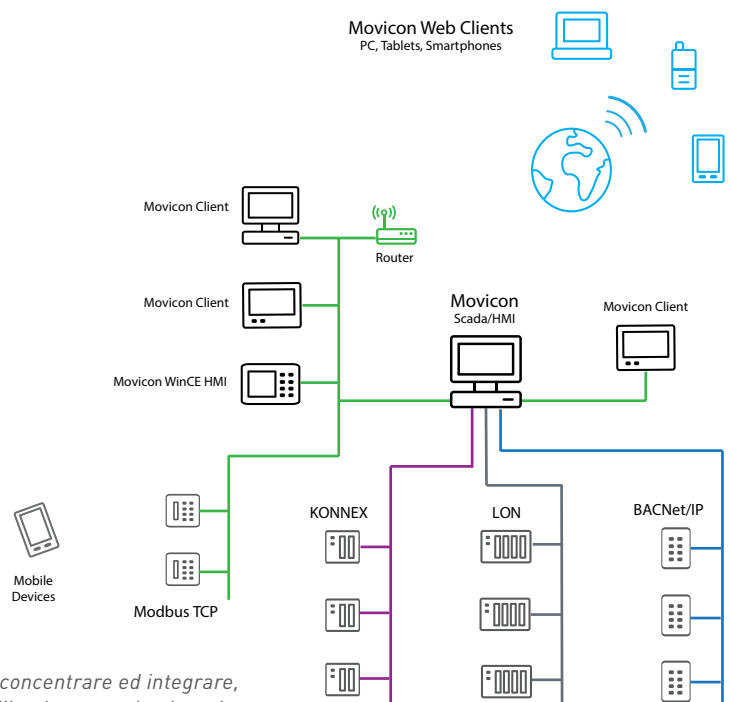 Movicon Web Clients
PC, Tablets, Smartphones
Movicon Client
Router
Movicon Client
Movicon
Scada/HMI
Movicon Client
Movicon WinCE HMI
KONNEX
LON
BACNet/IP
Mobile
Devices
Modbus TCP
concentrare ed integrare,